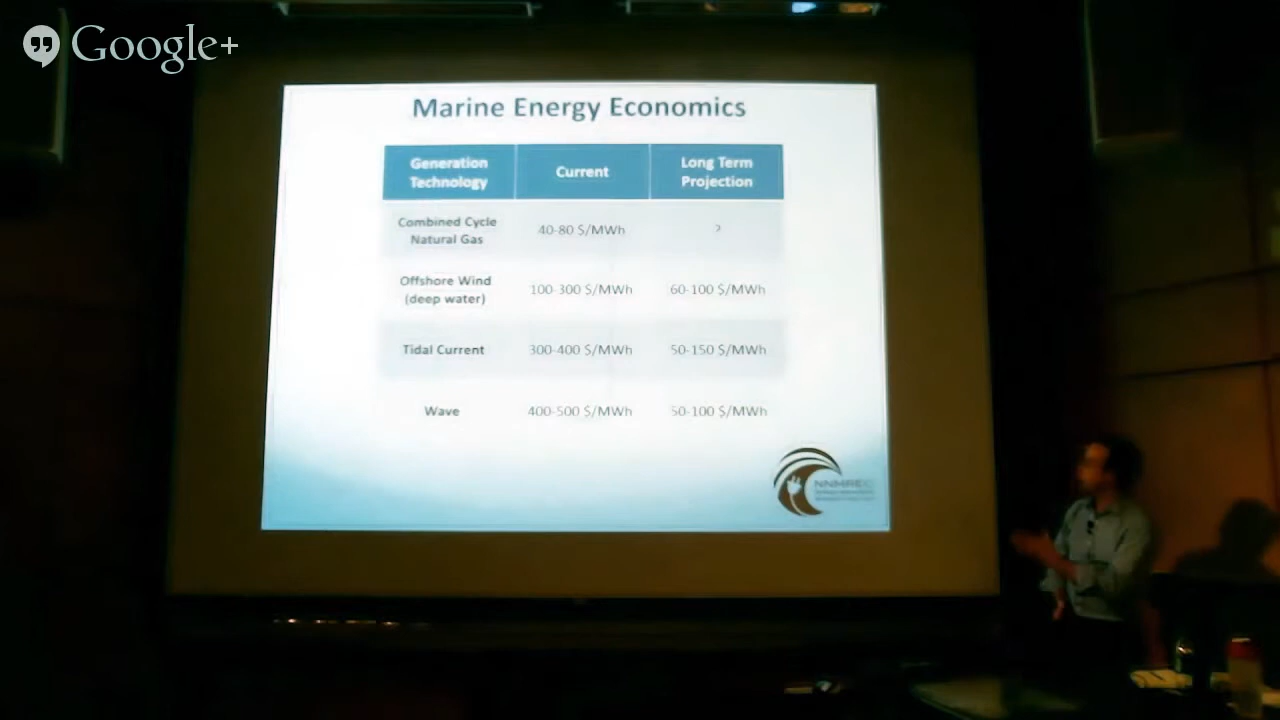 Google+
Marine Energy Economics
Generation
Technology
Current
Long Term
Projection
Combined Cycle
Natural Gas
40-80 $/MWh
?
Offshore Wind
(deep water)
100-300 $/MWh
60-100 $/MWh
Tidal Current
300-400 $/MWh
50-150 $/MWh
Wave
400-500 $/MWh
50-100 $/MWh
NNMREC